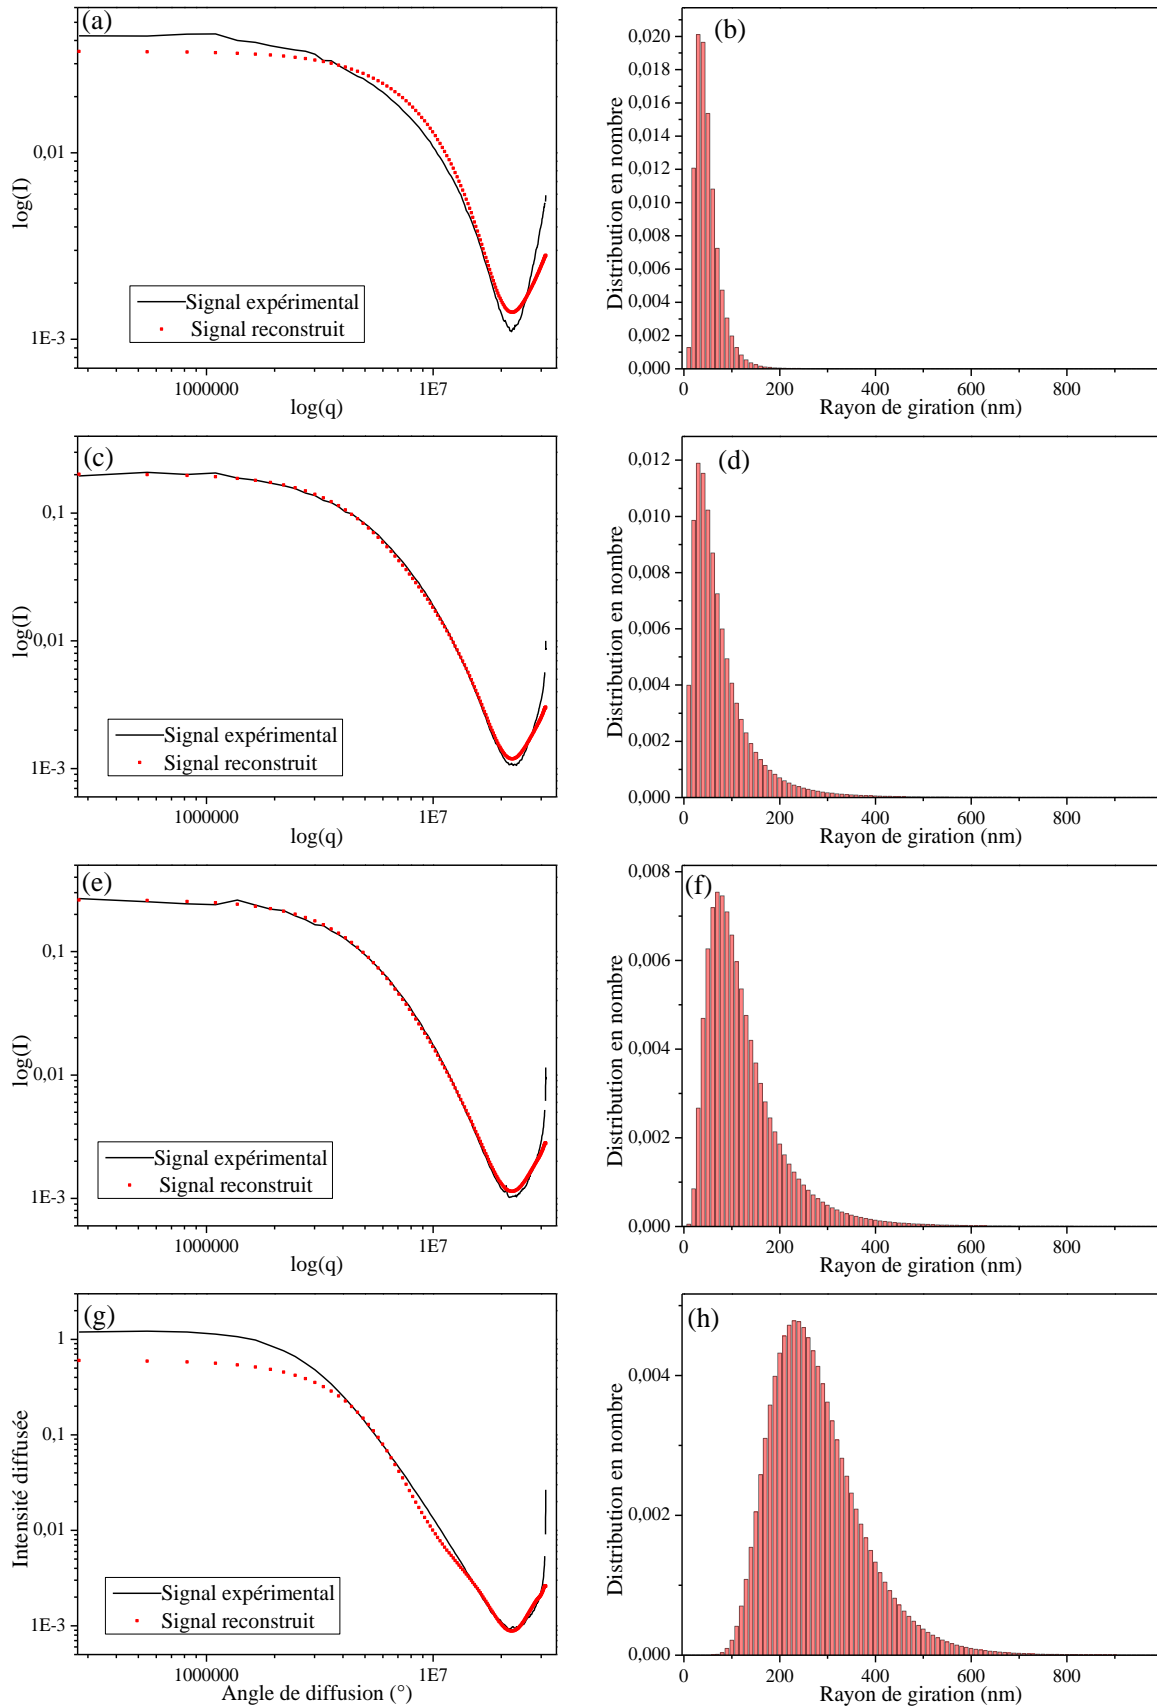 (a)
0,01
1E-3
log(I)
Signal expérimental
Signal reconstruit
1000000
1E7
log(q)
(b)
0,020
0,018
0,016
0,014
0,012
0,010
0,008
0,006
0,004
0,002
0,000
Distribution en nombre
0
200
400
600
800
Rayon de giration (nm)
(c)
0,1
0,01
1E-3
log(I)
Signal expérimental
Signal reconstruit
1000000
1E7
log(q)
(d)
0,012
0,010
0,008
0,006
0,004
0,002
0,000
Distribution en nombre
0
200
400
600
800
Rayon de giration (nm)
(e)
0,1
0,01
1E-3
log(I)
Signal expérimental
Signal reconstruit
1000000
1E7
log(q)
(f)
0,008
0,006
0,004
0,002
0,000
Distribution en nombre
0
200
400
600
800
Rayon de giration (nm)
(g)
1
0,1
0,01
1E-3
Intensité diffusée
Signal expérimental
Signal reconstruit
1000000
1E7
Angle de diffusion (°)
(h)
0,004
0,002
0,000
Distribution en nombre
0
200
400
600
800
Rayon de giration (nm)